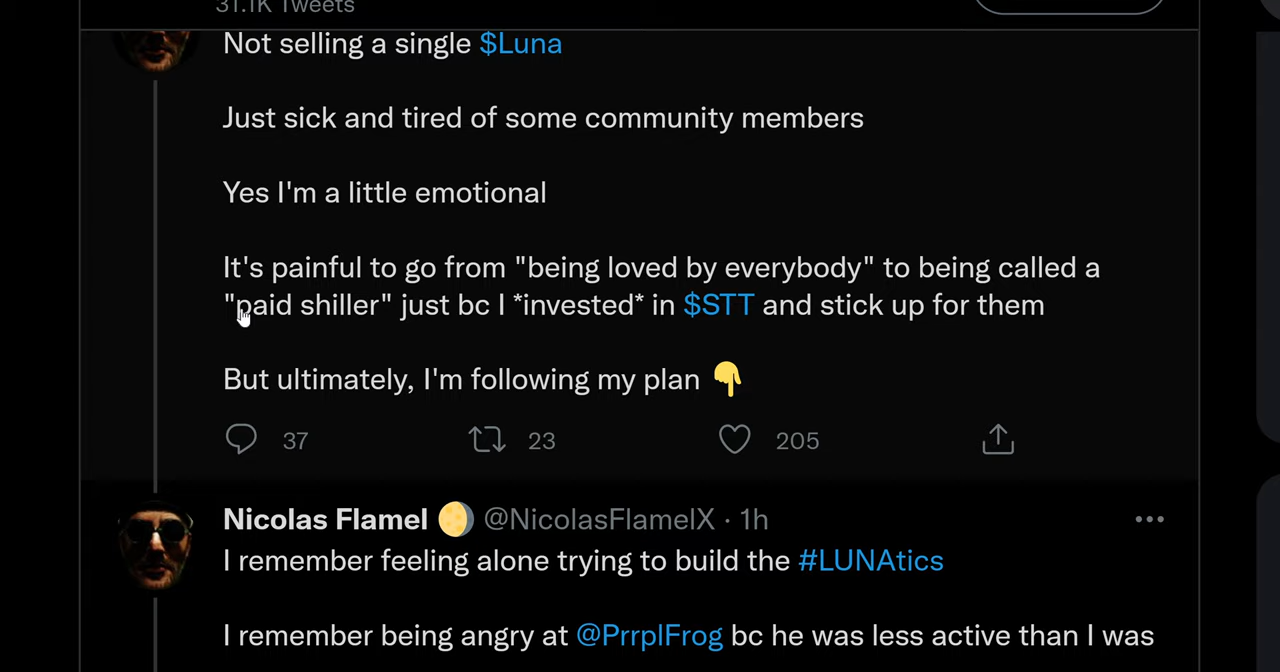 31.1K Tweets
Not selling a single $Luna
Just sick and tired of some community members
Yes I'm a little emotional
It's painful to go from "being loved by everybody" to being called a
"paid shiller" just bc I *invested* in $STT and stick up for them
But ultimately, I'm following my plan 👇
37 23 205
Nicolas Flamel 🌖 @NicolasFlamelX · 1h
I remember feeling alone trying to build the #LUNAtics
I remember being angry at @PrrplFrog bc he was less active than I was